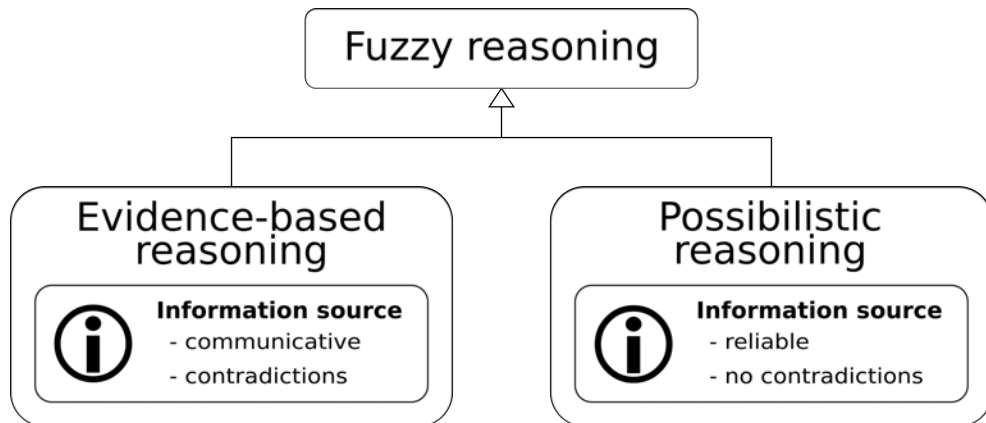 Fuzzy reasoning
Evidence-based
reasoning
Information source
- communicative
- contradictions
Possibilistic
reasoning
Information source
- reliable
- no contradictions